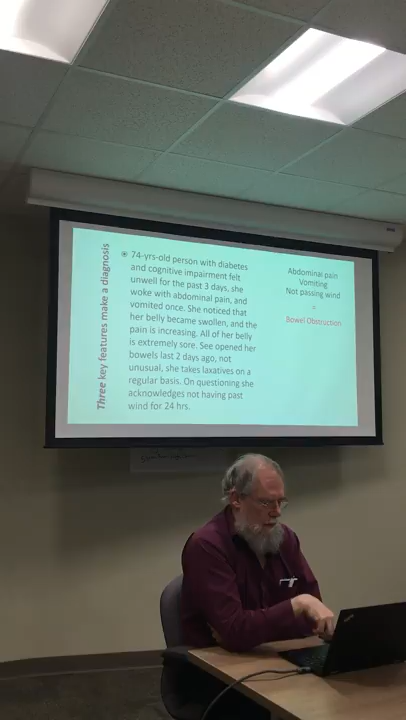 Three key features make a diagnosis
74-yrs-old person with diabetes
and cognitive impairment felt
unwell for the past 3 days, she
woke with abdominal pain, and
vomited once. She noticed that
her belly became swollen, and the
pain is increasing. All of her belly
is extremely sore. See opened her
bowels last 2 days ago, not
unusual, she takes laxatives on a
regular basis. On questioning she
acknowledges not having past
wind for 24 hrs.
Abdominal pain
Vomiting
Not passing wind
=
Bowel Obstruction